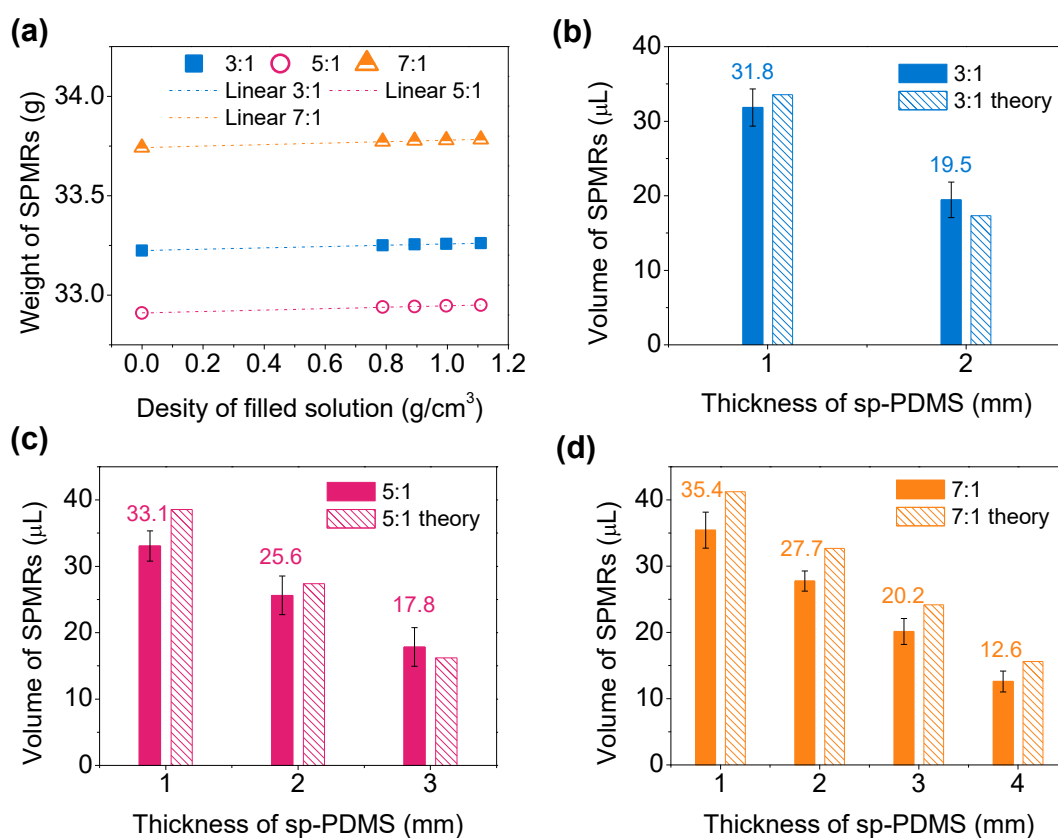 (a)
3:1 5:1 7:1
Linear 3:1 Linear 5:1
Linear 7:1
34.0
33.5
33.0
Weight of SPMRs (g)
0.0 0.2 0.4 0.6 0.8 1.0 1.2
Desity of filled solution (g/cm³)
(b)
40
30
20
10
0
Volume of SPMRs (µL)
31.8
19.5
3:1
3:1 theory
1 2
Thickness of sp-PDMS (mm)
(c)
40
30
20
10
0
Volume of SPMRs (µL)
33.1
25.6
17.8
5:1
5:1 theory
1 2 3
Thickness of sp-PDMS (mm)
(d)
40
30
20
10
0
Volume of SPMRs (µL)
35.4
27.7
20.2
12.6
7:1
7:1 theory
1 2 3 4
Thickness of sp-PDMS (mm)